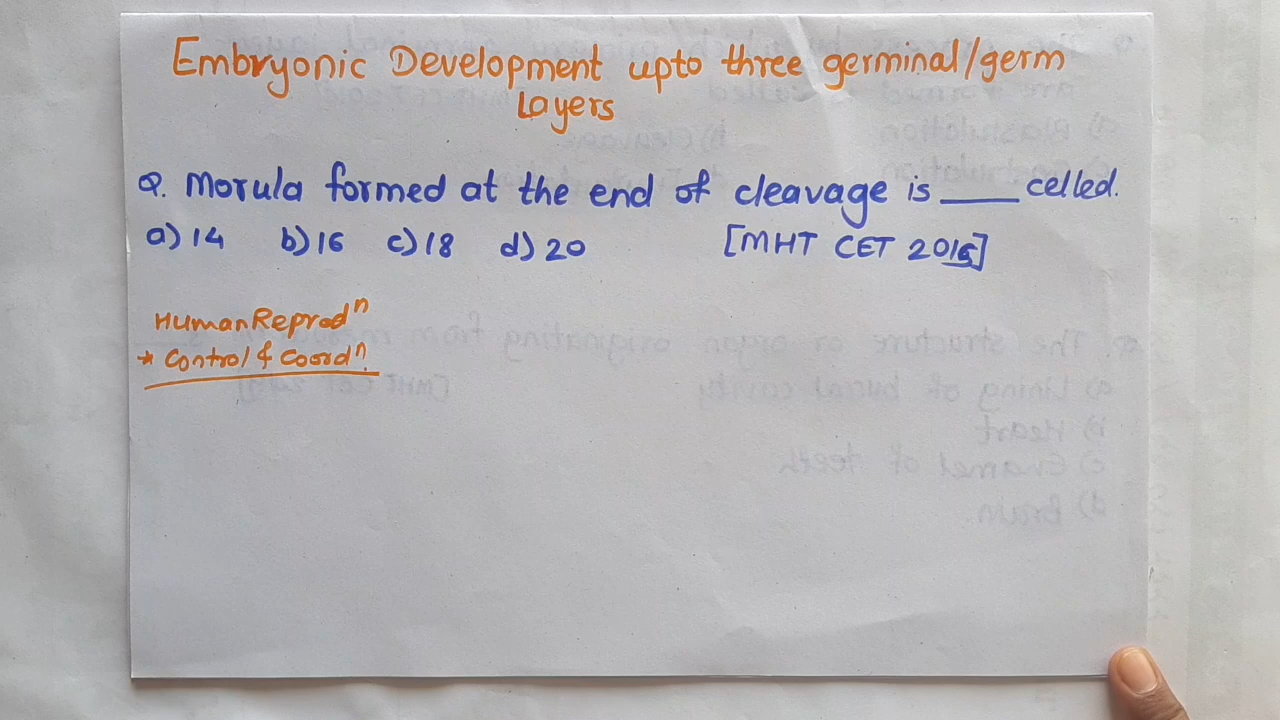 Embryonic Development upto three germinal/germ
Layers
Q. Morula formed at the end of cleavage is ____ celled.
a) 14 b) 16 c) 18 d) 20 [MHT CET 2015]
Human Reprodⁿ
* Control & Coordⁿ.